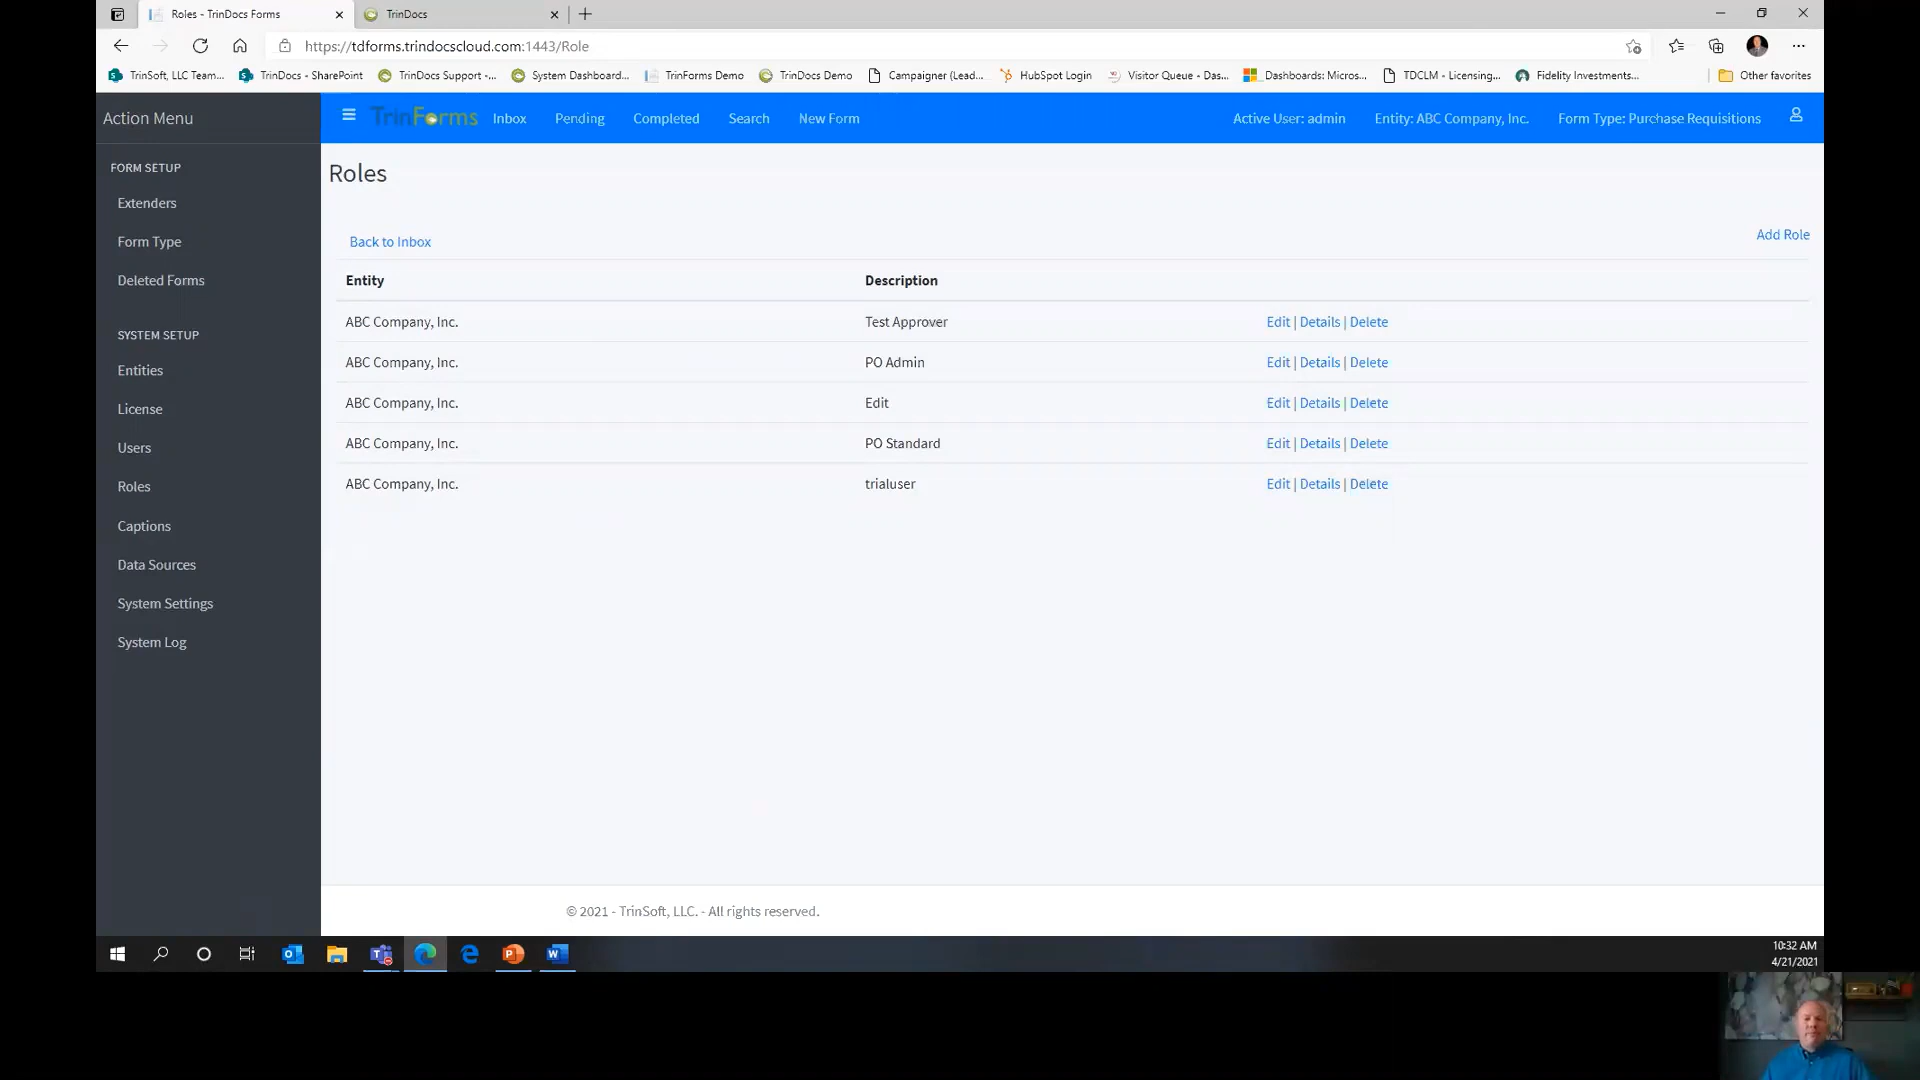 Roles - TrinDocs Forms
TrinDocs
https://tdforms.trindocscloud.com:1443/Role
TrinSoft, LLC Team... TrinDocs - SharePoint TrinDocs Support -... System Dashboard... TrinForms Demo TrinDocs Demo Campaigner (Lead... HubSpot Login Visitor Queue - Das... Dashboards: Micros... TDCLM - Licensing... Fidelity Investments... Other favorites
Action Menu
TrinForms Inbox Pending Completed Search New Form Active User: admin Entity: ABC Company, Inc. Form Type: Purchase Requisitions
FORM SETUP
Extenders
Form Type
Deleted Forms
SYSTEM SETUP
Entities
License
Users
Roles
Captions
Data Sources
System Settings
System Log
Roles
Back to Inbox
Add Role
Entity Description
ABC Company, Inc. Test Approver Edit | Details | Delete
ABC Company, Inc. PO Admin Edit | Details | Delete
ABC Company, Inc. Edit Edit | Details | Delete
ABC Company, Inc. PO Standard Edit | Details | Delete
ABC Company, Inc. trialuser Edit | Details | Delete
© 2021 - TrinSoft, LLC. - All rights reserved.
10:32 AM
4/21/2021